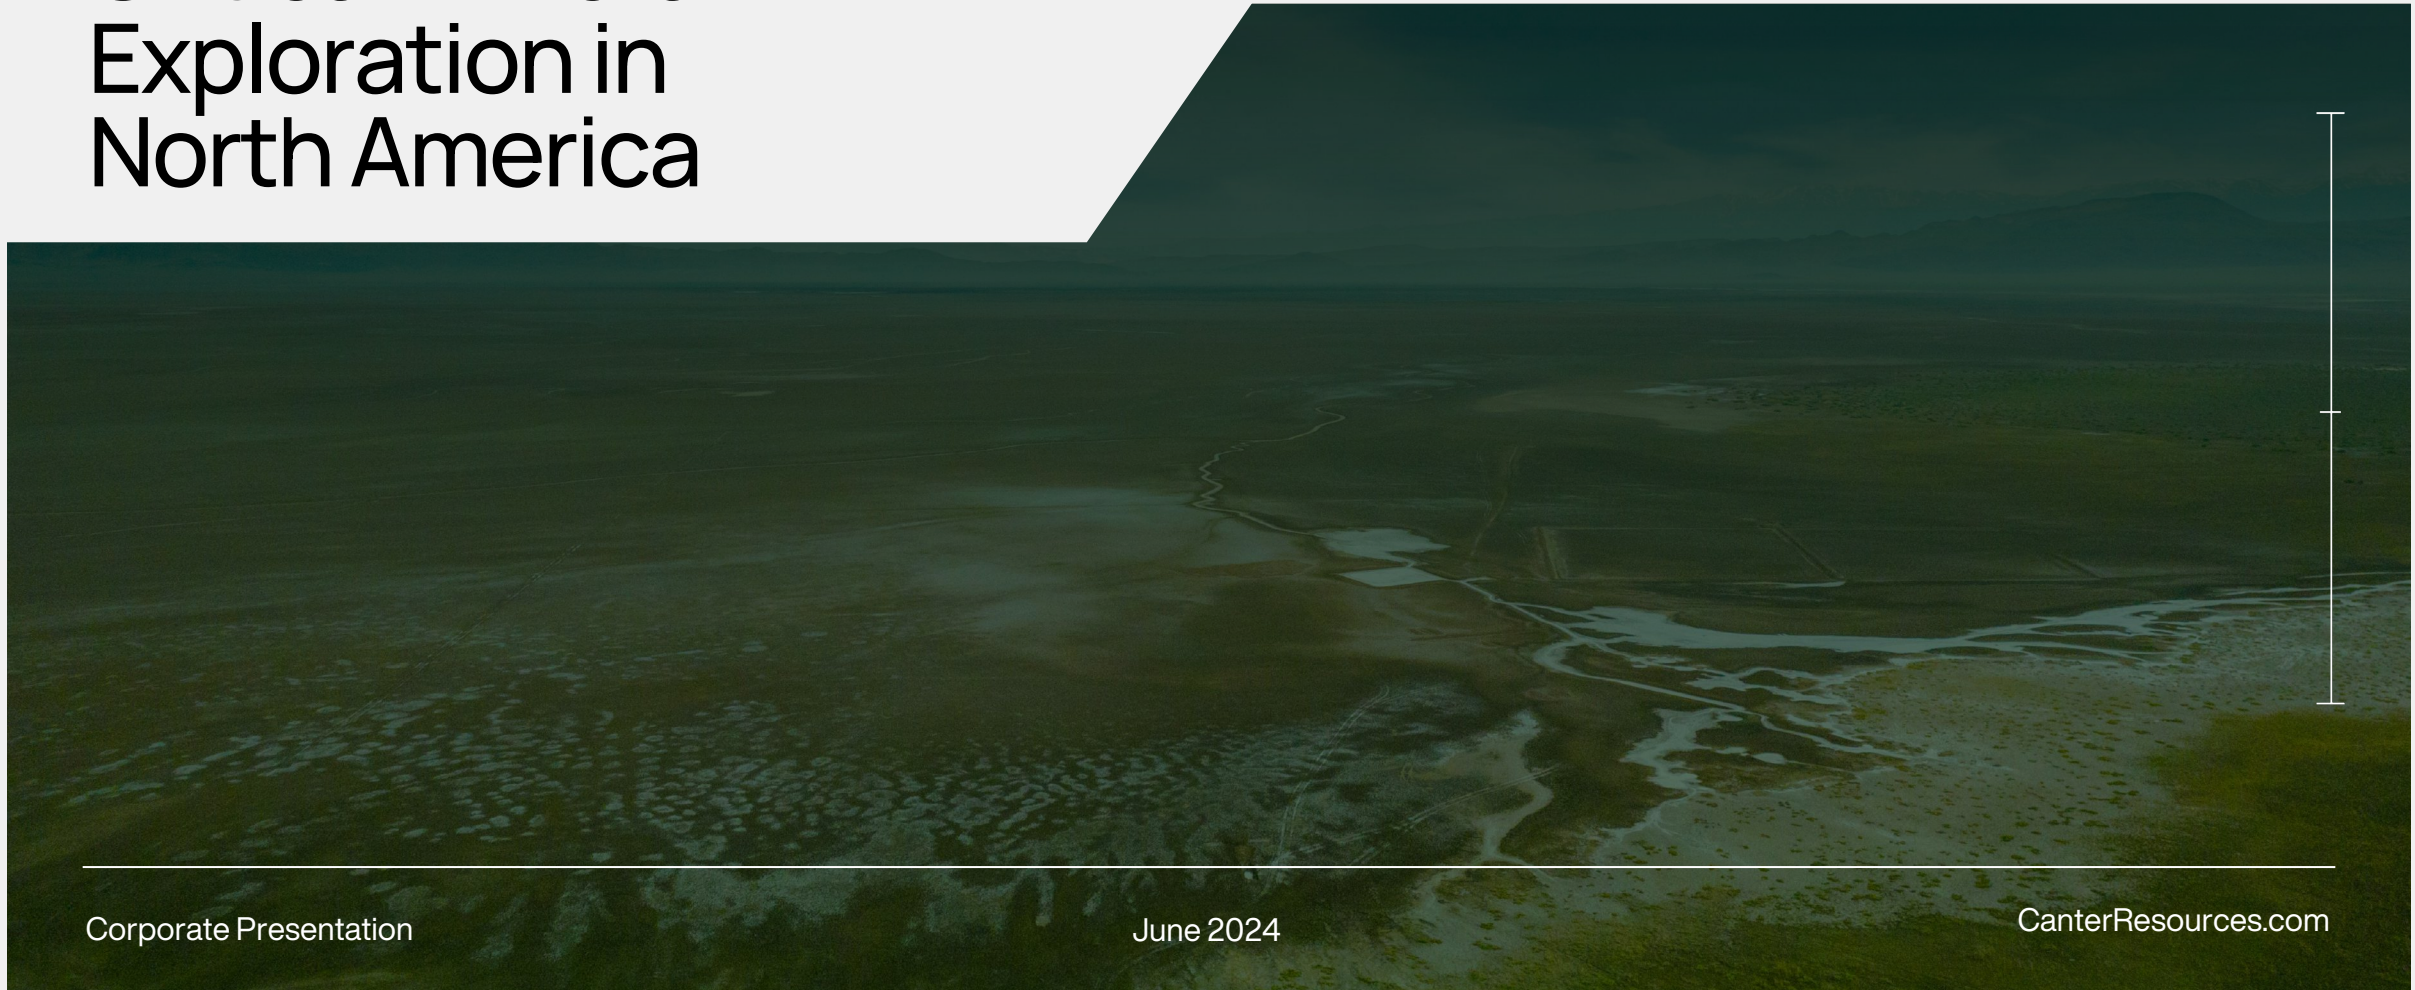 Exploration in
North America
Corporate Presentation
June 2024
CanterResources.com